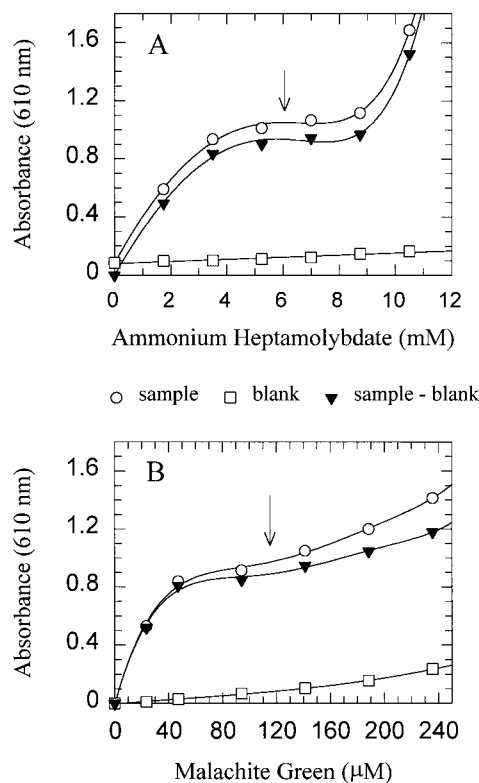 A
Absorbance (610 nm)
1.6
1.2
0.8
0.4
0
0 2 4 6 8 10 12
Ammonium Heptamolybdate (mM)
sample blank sample - blank
B
Absorbance (610 nm)
1.6
1.2
0.8
0.4
0
0 40 80 120 160 200 240
Malachite Green (µM)